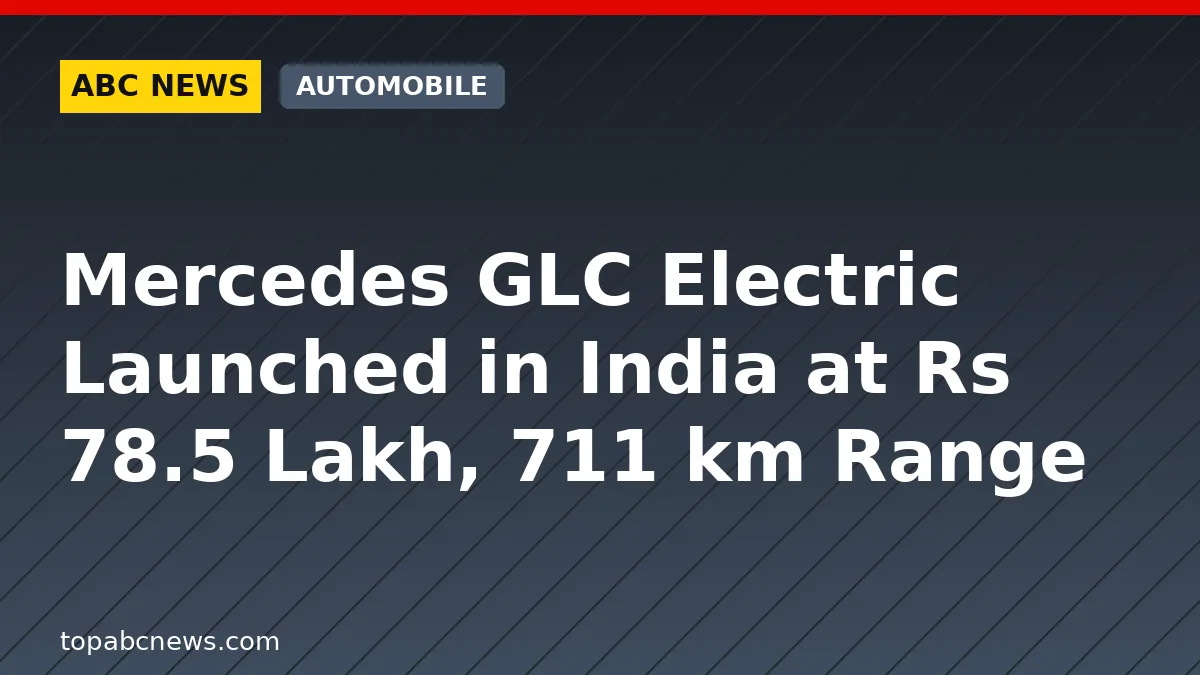 ABC NEWS
AUTOMOBILE
Mercedes GLC Electric
Launched in India at Rs
78.5 Lakh, 711 km Range
topabcnews.com